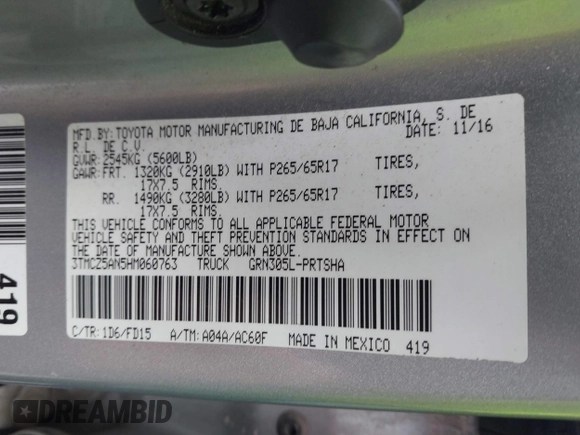 MFD.BY:TOYOTA MOTOR MANUFACTURING DE BAJA CALIFORNIA, S. DE
R.L. DE C.V. DATE: 11/16
GVWR:2545KG (5600LB)
GAWR:FRT. 1320KG (2910LB) WITH P265/65R17 TIRES,
17X7.5 RIMS.
RR. 1490KG (3280LB) WITH P265/65R17 TIRES,
17X7.5 RIMS.
THIS VEHICLE CONFORMS TO ALL APPLICABLE FEDERAL MOTOR
VEHICLE SAFETY AND THEFT PREVENTION STANDARDS IN EFFECT ON
THE DATE OF MANUFACTURE SHOWN ABOVE.
3TMCZ5AN5HM060763 TRUCK GRN305L-PRTSHA
C/TR:1D6/FD15 A/TM:A04A/AC60F MADE IN MEXICO 419
419
DREAMBID